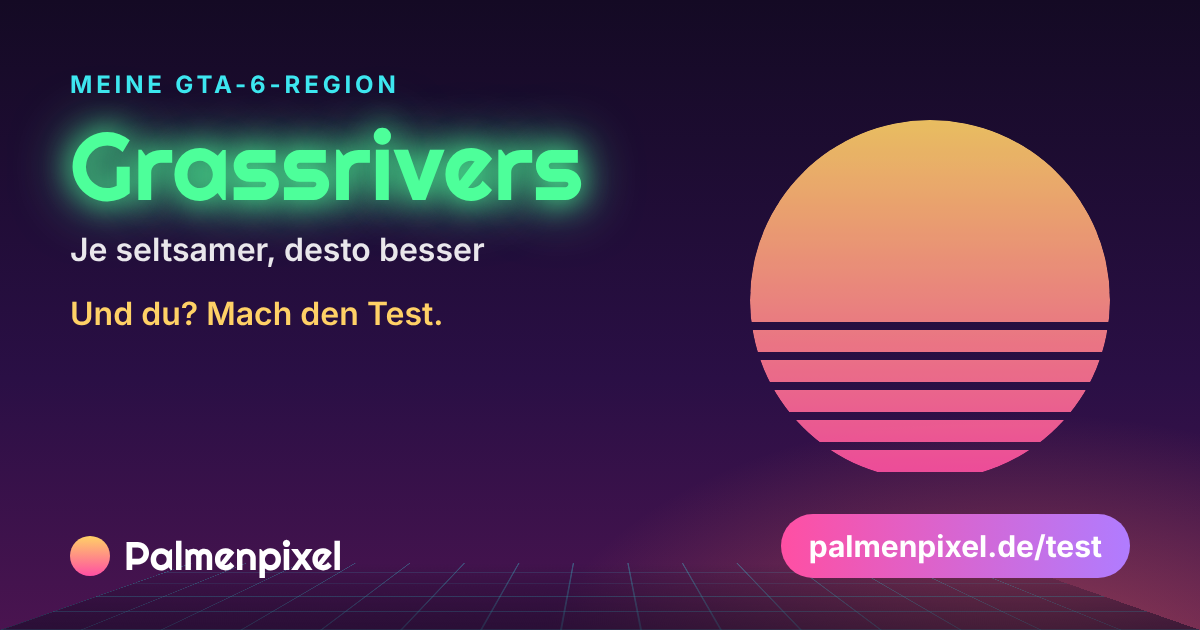 MEINE GTA-6-REGION
Grassrivers
Je seltsamer, desto besser
Und du? Mach den Test.
Palmenpixel
palmenpixel.de/test